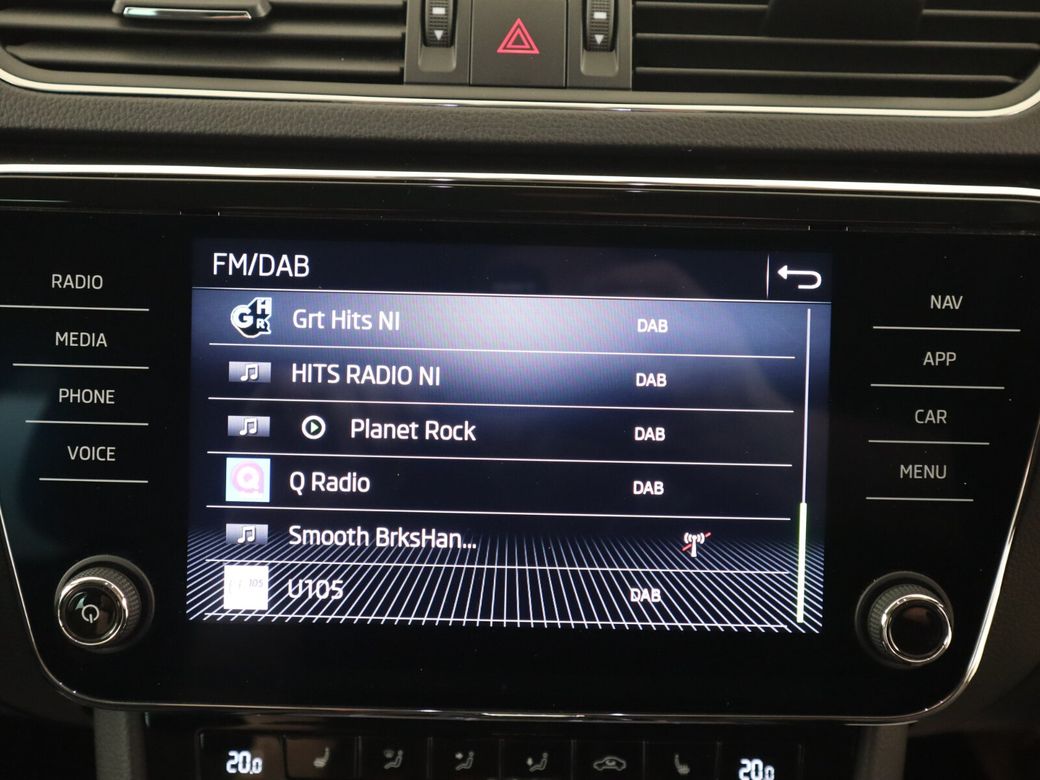 FM/DAB
RADIO
MEDIA
PHONE
VOICE
GHR
Grt Hits NI DAB
HITS RADIO NI DAB
Planet Rock DAB
Q Radio DAB
Smooth BrksHan...
U105 DAB
NAV
APP
CAR
MENU
20.0
20.0